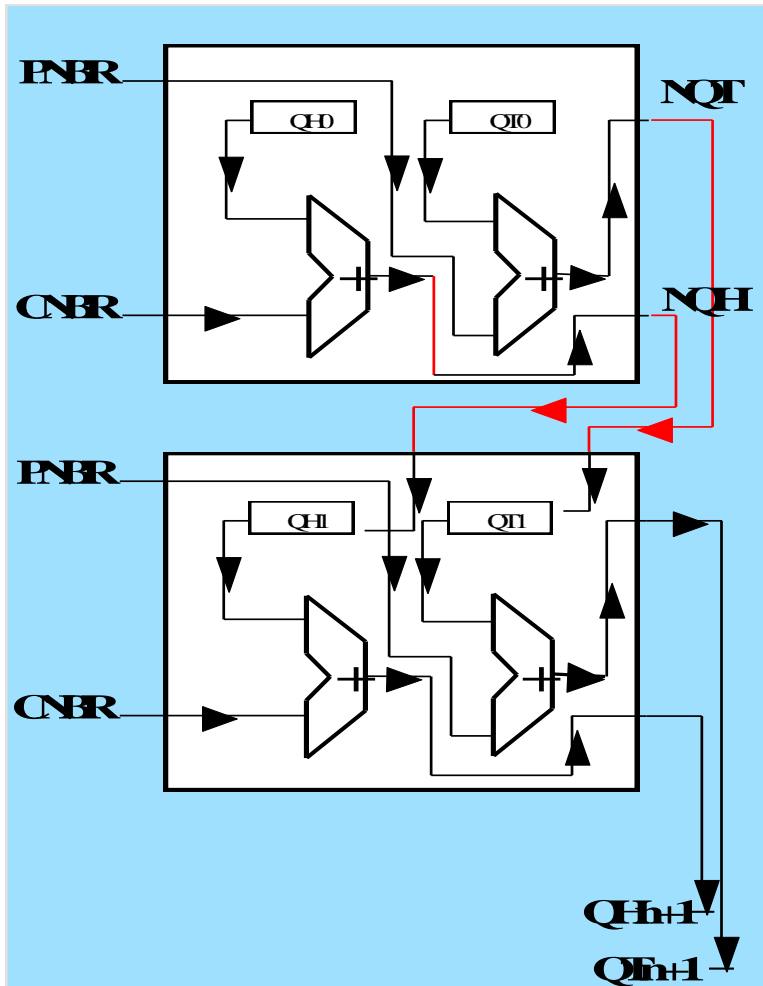 PNBR
NQT
QH0
QT0
+
+
CNBR
NQH
PNBR
QH1
QT1
+
+
CNBR
QHn+1
QTn+1